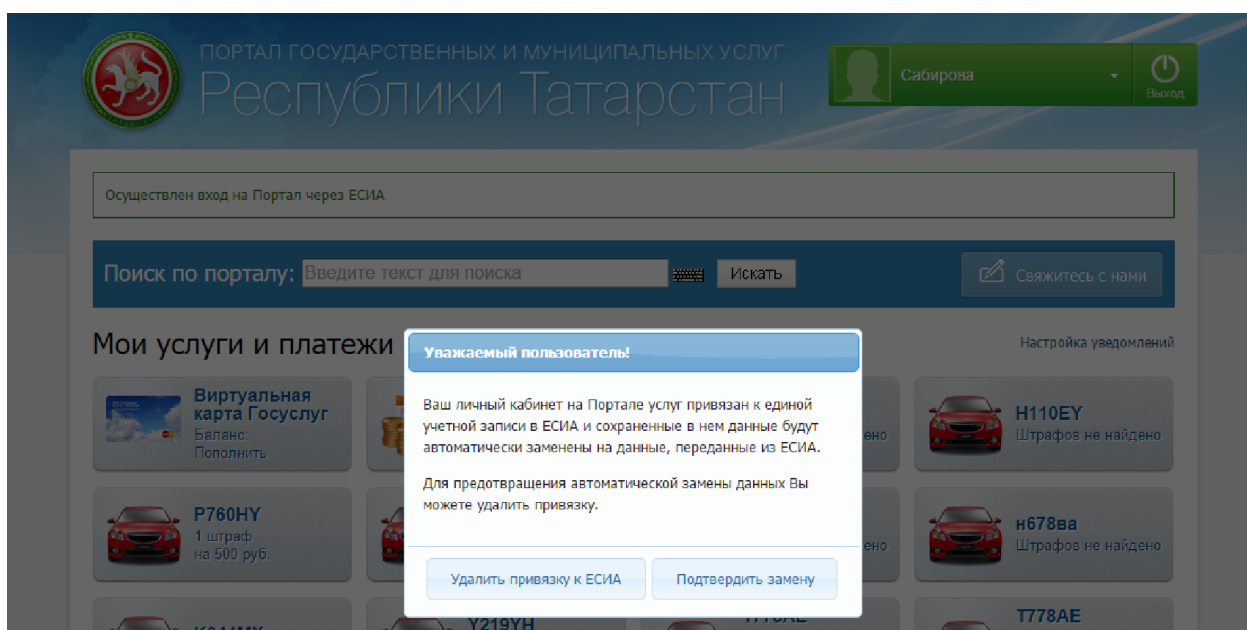 ПОРТАЛ ГОСУДАРСТВЕННЫХ И МУНИЦИПАЛЬНЫХ УСЛУГ
Республики Татарстан
Сабирова
Выход
Осуществлен вход на Портал через ЕСИА
Поиск по порталу: Введите текст для поиска Искать
Свяжитесь с нами
Мои услуги и платежи
Настройка уведомлений
Виртуальная
карта Госуслуг
Баланс:
Пополнить
H110EY
Штрафов не найдено
P760HY
1 штраф
на 500 руб.
н678ва
Штрафов не найдено
Y219YH
T778AE
Уважаемый пользователь!
Ваш личный кабинет на Портале услуг привязан к единой
учетной записи в ЕСИА и сохраненные в нем данные будут
автоматически заменены на данные, переданные из ЕСИА.
Для предотвращения автоматической замены данных Вы
можете удалить привязку.
Удалить привязку к ЕСИА
Подтвердить замену